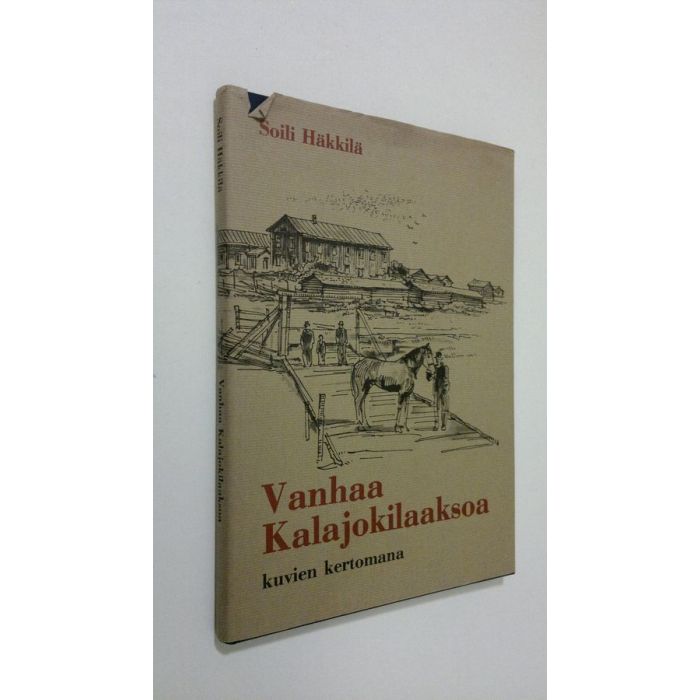 Soili Häkkilä
Vanhaa
Kalajokilaaksoa
kuvien kertomana
Soili Häkkilä
Vanhaa Kalajokilaaksoa